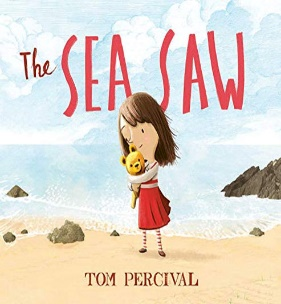 The SEA SAW
TOM PERCIVAL